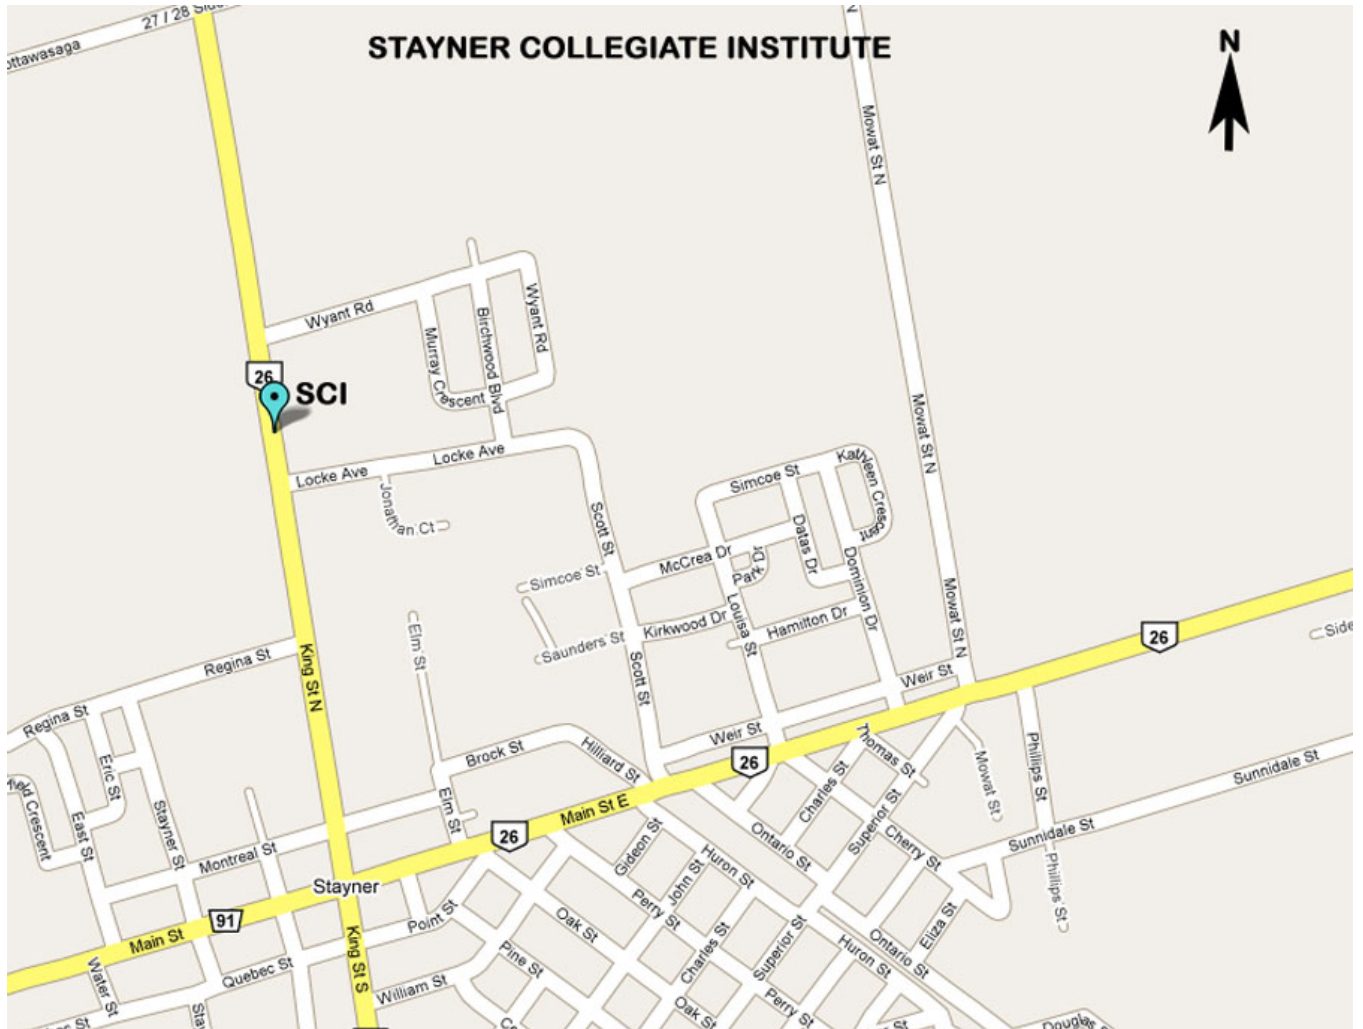 27 / 28 Side
ottawasaga
STAYNER COLLEGIATE INSTITUTE
N
N
Mowat St N
Wyant Rd
Wyant Rd
Birchwood Blvd
Murray Crescent
26
SCI
Mowat St N
Locke Ave
Locke Ave
Jonathan Ct
Scott St
Simcoe St
Kathleen Crescent
Datas Dr
McCrea Dr
Park Dr
Dominion Dr
Simcoe St
Mowat St N
Louisa St
Hamilton Dr
Kirkwood Dr
Saunders St
Elm St
Scott St
26
Side
Regina St
King St N
Weir St
Regina St
Weir St
Brock St
Hilliard St
26
Thomas St
Phillips St
Mowat St
Sunnidale St
Eric St
field Crescent
East St
Stayner St
Elm St
Main St E
26
Charles St
Superior St
Cherry St
Ontario St
Sunnidale St
Montreal St
Gideon St
Huron St
John St
Phillips St
Stayner
91
Main St
Point St
Perry St
Oak St
Eliza St
Ontario St
Huron St
Charles St
Superior St
King St S
Pine St
Quebec St
Water St
William St
Perry St
Oak St
Douglas